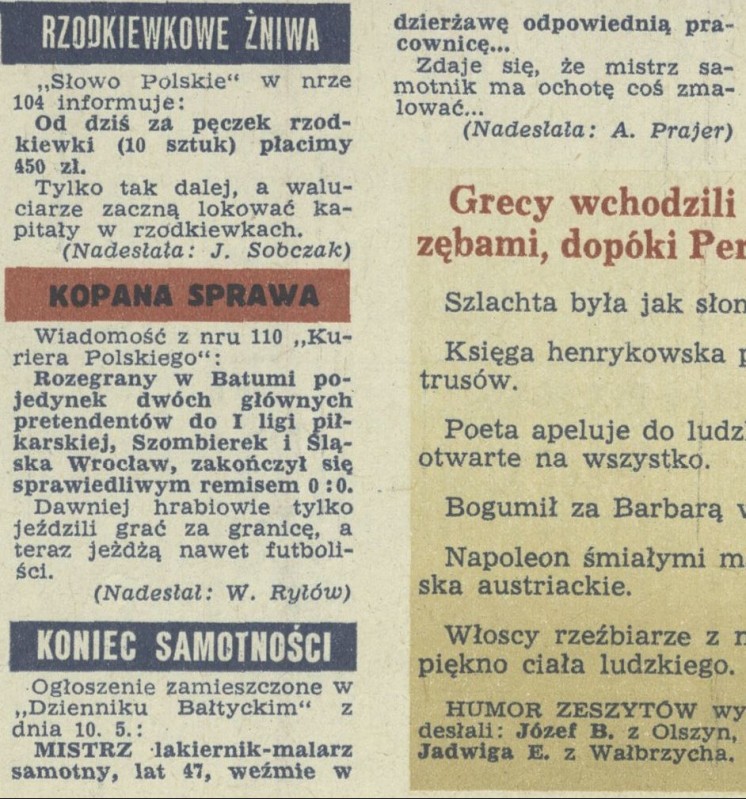 RZODKIEWKOWE ŻNIWA
„Słowo Polskie" w nrze
104 informuje:
Od dziś za pęczek rzod-
kiewki (10 sztuk) płacimy
450 zł.
Tylko tak dalej, a walu-
ciarze zaczną lokować ka-
pitały w rzodkiewkach.
(Nadesłała: J. Sobczak)
KOPANA SPRAWA
Wiadomość z nru 110 „Ku-
riera Polskiego":
Rozegrany w Batumi po-
jedynek dwóch głównych
pretendentów do I ligi pił-
karskiej, Szombierek i Slą-
ska Wrocław, zakończył się
sprawiedliwym remisem 0:0.
Dawniej hrabiowie tylko
jeździli grać za granicę, a
teraz jeżdżą nawet futboli-
ści.
(Nadesłał: W. Ryłów)
KONIEC SAMOTNOŚCI
Ogłoszenie zamieszczone w
„Dzienniku Bałtyckim" z
dnia 10. 5.:
MISTRZ lakiernik-malarz
samotny, lat 47, weźmie w
dzierżawę odpowiednią pra-
cownicę...
Zdaje się, że mistrz sa-
motnik ma ochotę coś zma-
lować...
(Nadesłała: A. Prajer)
Grecy wchodzili
zębami, dopóki Per
Szlachta była jak słon
Księga henrykowska p
trusów.
Poeta apeluje do ludz
otwarte na wszystko.
Bogumił za Barbarą w
Napoleon śmiałymi m
ska austriackie.
Włoscy rzeźbiarze z n
piękno ciała ludzkiego.
HUMOR ZESZYTÓW wy
desłali: Józef B. z Olszyn,
Jadwiga E. z Wałbrzycha.